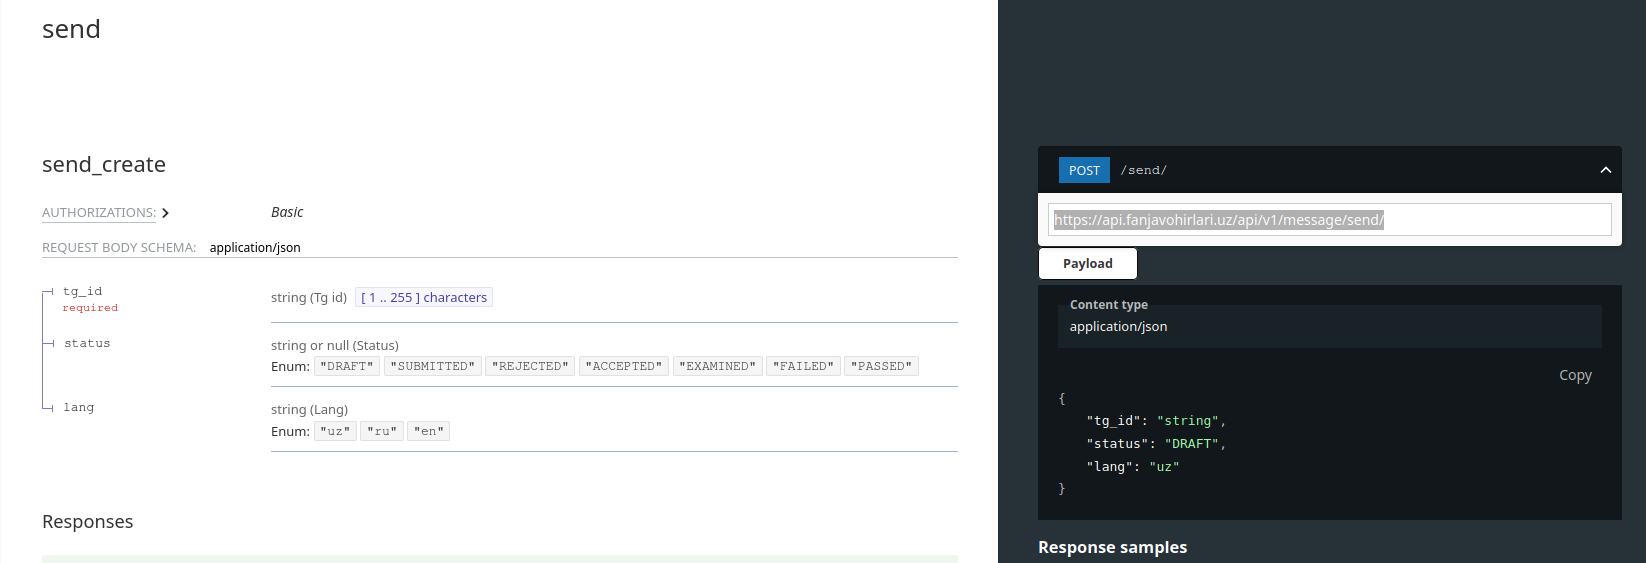 send
send_create
AUTHORIZATIONS: Basic
REQUEST BODY SCHEMA: application/json
tg_id
required
string (Tg id) [ 1 .. 255 ] characters
status
string or null (Status)
Enum: "DRAFT" "SUBMITTED" "REJECTED" "ACCEPTED" "EXAMINED" "FAILED" "PASSED"
lang
string (Lang)
Enum: "uz" "ru" "en"
Responses
POST /send/
https://api.fanjavohirlari.uz/api/v1/message/send/
Payload
Content type
application/json
Copy
{
"tg_id": "string",
"status": "DRAFT",
"lang": "uz"
}
Response samples